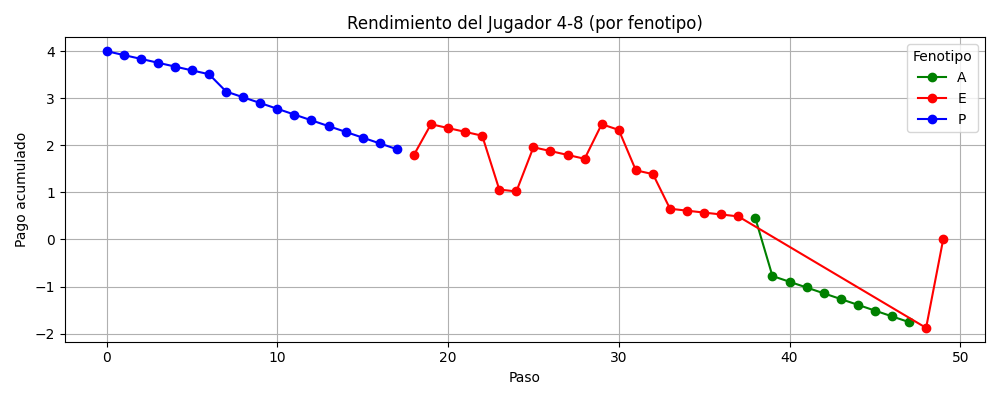 Rendimiento del Jugador 4-8 (por fenotipo)
Pago acumulado
4
3
2
1
0
−1
−2
Fenotipo
A
E
P
0 10 20 30 40 50
Paso